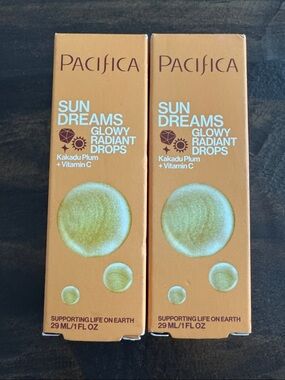 PACIFICA
SUN
DREAMS
GLOWY
RADIANT
DROPS
Kakadu Plum
+ Vitamin C
SUPPORTING LIFE ON EARTH
29 ML/1 FL OZ
PACIFICA
SUN
DREAMS
GLOWY
RADIANT
DROPS
Kakadu Plum
+ Vitamin C
SUPPORTING LIFE ON EARTH
29 ML/1 FL OZ